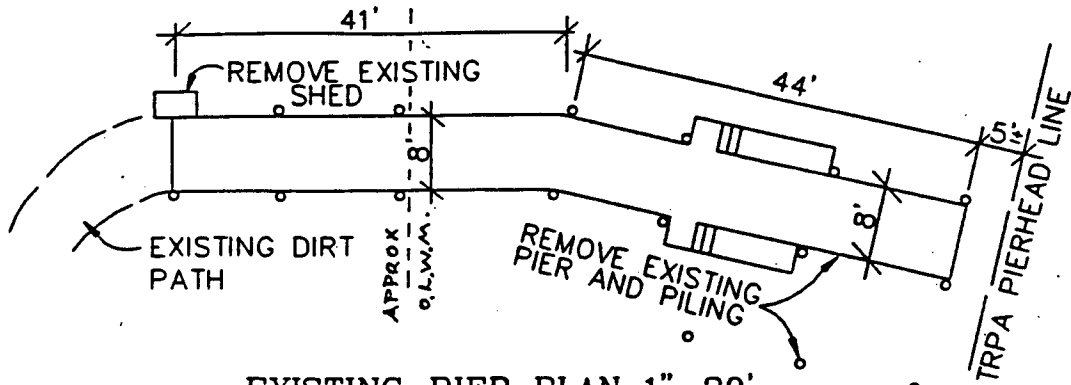 41'
REMOVE EXISTING
SHED
44'
5'±
8'
8'
EXISTING DIRT
PATH
APPROX
O.L.W.M.
REMOVE EXISTING
PIER AND PILING
TRPA PIERHEAD LINE
EXISTING PIER PLAN 1"